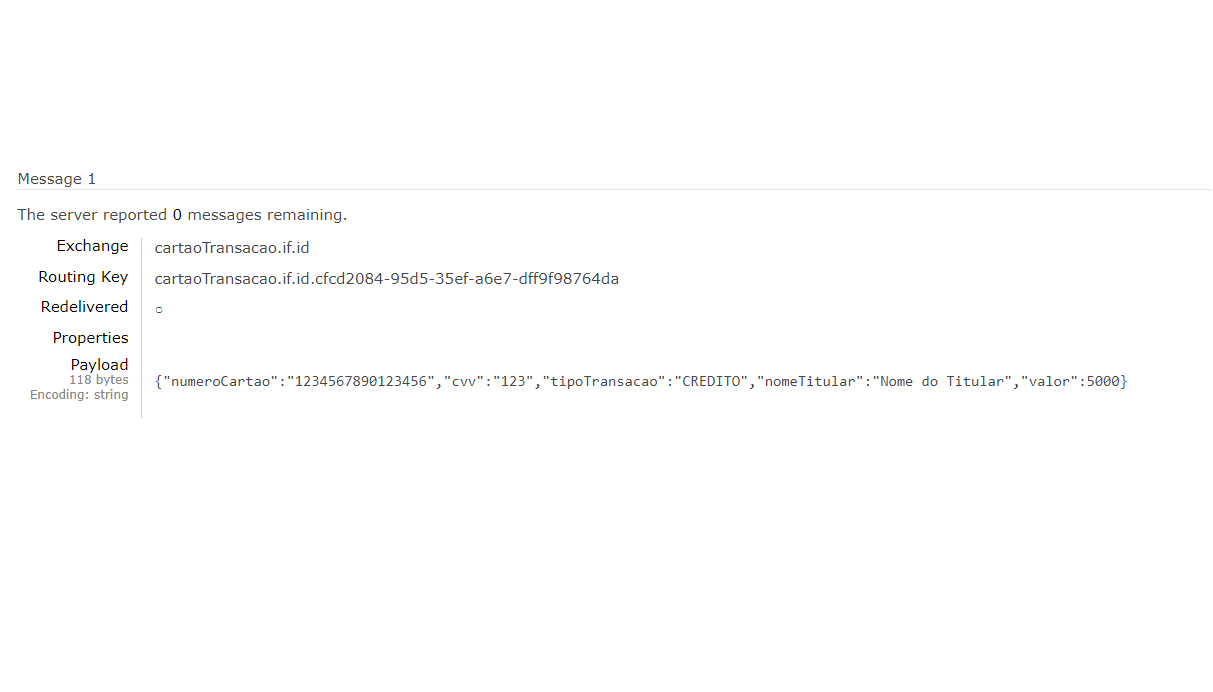 Message 1
The server reported 0 messages remaining.
Exchange cartaoTransacao.if.id
Routing Key cartaoTransacao.if.id.cfcd2084-95d5-35ef-a6e7-dff9f98764da
Redelivered ○
Properties
Payload
118 bytes
Encoding: string
{"numeroCartao":"1234567890123456","cvv":"123","tipoTransacao":"CREDITO","nomeTitular":"Nome do Titular","valor":5000}